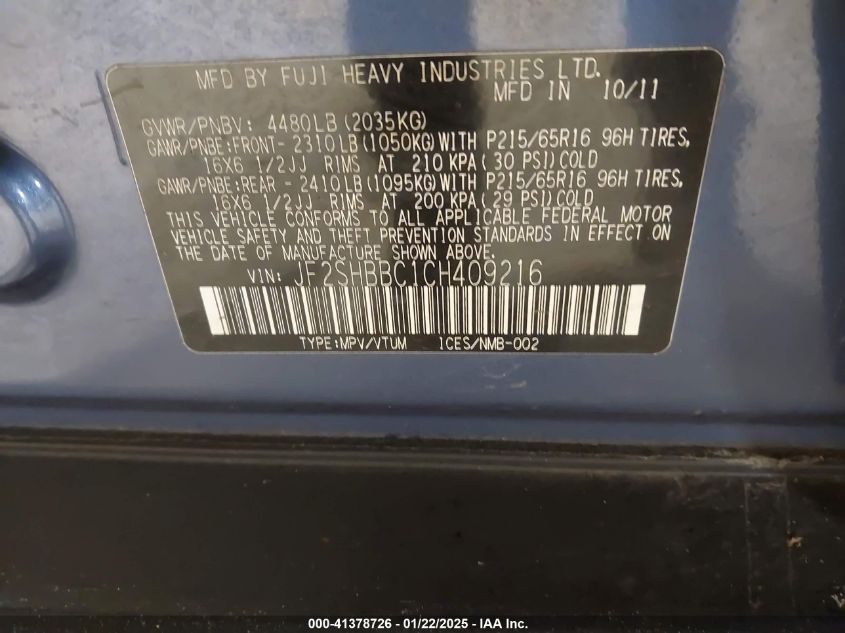 MFD BY FUJI HEAVY INDUSTRIES LTD.
MFD IN 10/11
GVWR/PNBV: 4480LB(2035KG)
GAWR/PNBE:FRONT- 2310LB(1050KG)WITH P215/65R16 96H TIRES,
16X6 1/2JJ RIMS AT 210 KPA(30 PSI)COLD
GAWR/PNBE:REAR - 2410LB(1095KG)WITH P215/65R16 96H TIRES,
16X6 1/2JJ RIMS AT 200 KPA(29 PSI)COLD
THIS VEHICLE CONFORMS TO ALL APPLICABLE FEDERAL MOTOR
VEHICLE SAFETY AND THEFT PREVENTION STANDARDS IN EFFECT ON
THE DATE OF MANUFACTURE SHOWN ABOVE.
VIN: JF2SHBBC1CH409216
TYPE:MPV/VTUM 1CES/NMB-002
000-41378726 - 01/22/2025 - IAA Inc.